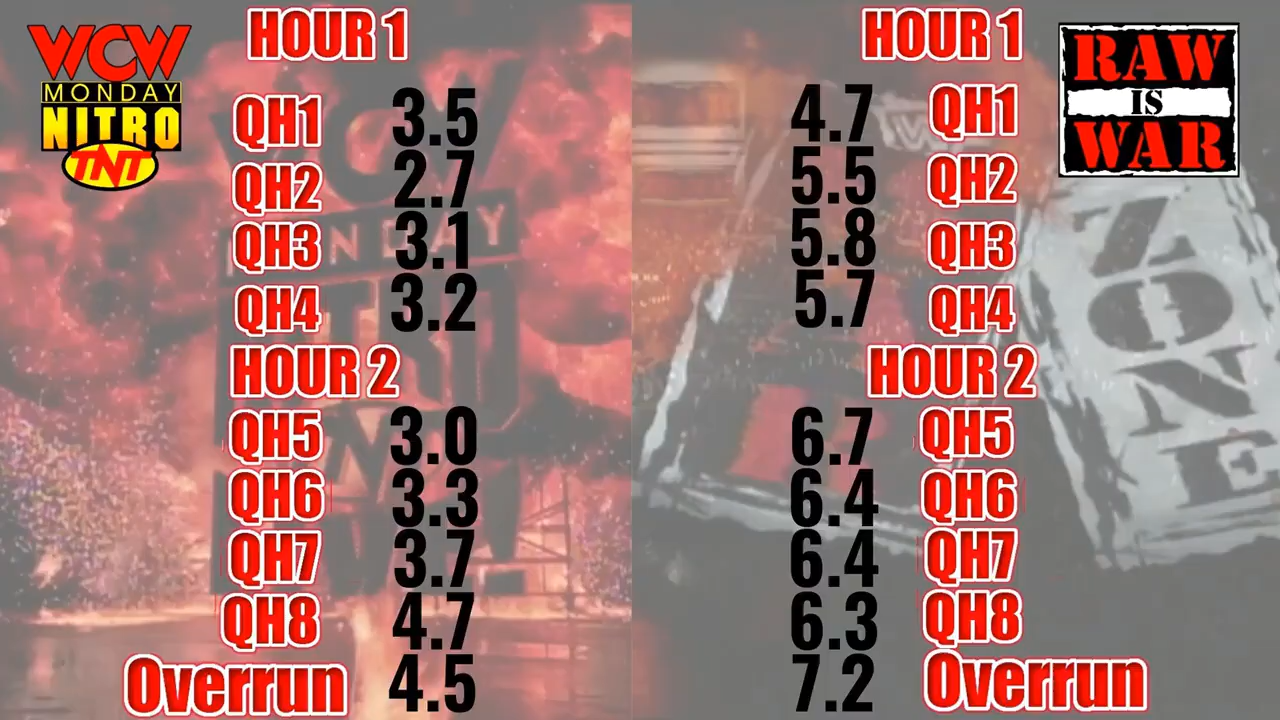 WCW
MONDAY
NITRO
TNT
HOUR 1
QH1 3.5
QH2 2.7
QH3 3.1
QH4 3.2
HOUR 2
QH5 3.0
QH6 3.3
QH7 3.7
QH8 4.7
Overrun 4.5
HOUR 1
4.7 QH1
5.5 QH2
5.8 QH3
5.7 QH4
HOUR 2
6.7 QH5
6.4 QH6
6.4 QH7
6.3 QH8
7.2 Overrun
RAW
IS
WAR
ZONE